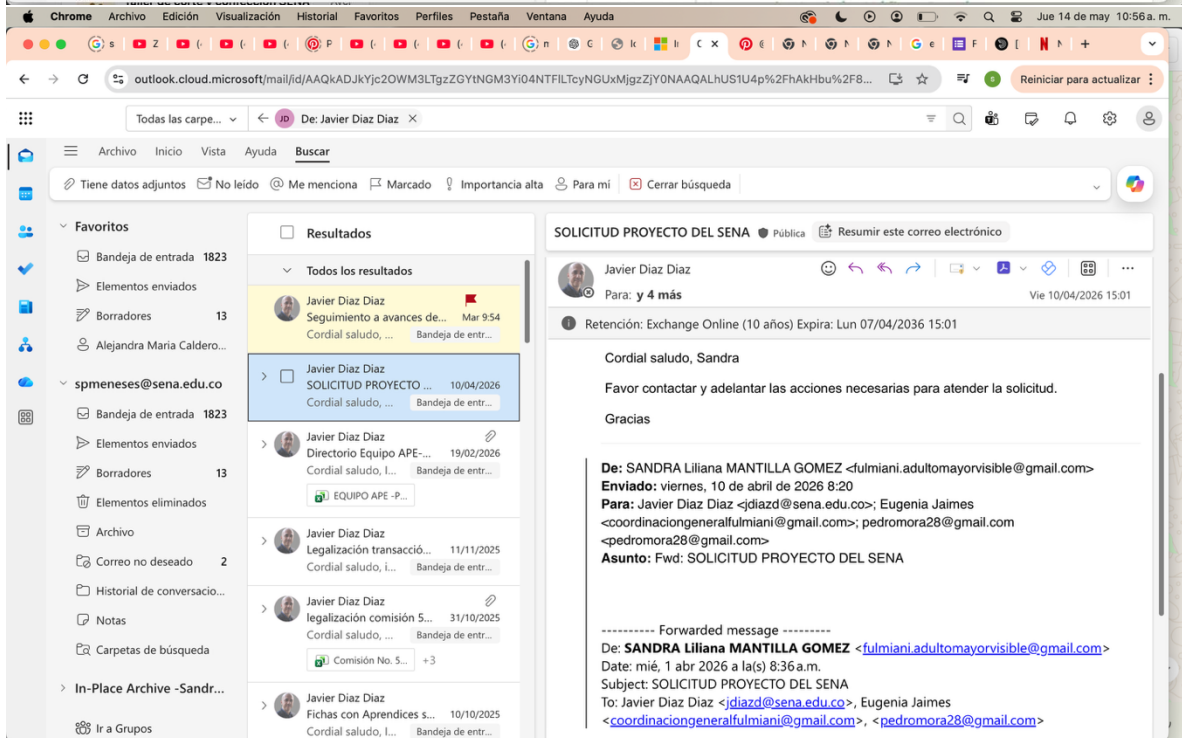 Chrome Archivo Edición Visualización Historial Favoritos Perfiles Pestaña Ventana Ayuda Jue 14 de may 10:56 a. m.
outlook.cloud.microsoft/mail/id/AAQkADJkYjc2OWM3LTgzZGYtNGM3Yi04NTFlLTcyNGUxMjgzZjY0NAAQALhUS1U4p%2FhAkHbu%2F8... Reiniciar para actualizar
Todas las carpe... JD De: Javier Diaz Diaz
Archivo Inicio Vista Ayuda Buscar
Tiene datos adjuntos No leído @ Me menciona Marcado Importancia alta Para mi Cerrar búsqueda
Favoritos
Bandeja de entrada 1823
Elementos enviados
Borradores 13
Alejandra Maria Caldero...
spmeneses@sena.edu.co
Bandeja de entrada 1823
Elementos enviados
Borradores 13
Elementos eliminados
Archivo
Correo no deseado 2
Historial de conversacio...
Notas
Carpetas de búsqueda
In-Place Archive -Sandr...
Ir a Grupos
Resultados
Todos los resultados
Javier Diaz Diaz
Seguimiento a avances de... Mar 9:54
Cordial saludo, ... Bandeja de entr...
Javier Diaz Diaz
SOLICITUD PROYECTO ... 10/04/2026
Cordial saludo, ... Bandeja de entr...
Javier Diaz Diaz
Directorio Equipo APE-... 19/02/2026
Cordial saludo, l... Bandeja de entr...
EQUIPO APE -P...
Javier Diaz Diaz
Legalización transacció... 11/11/2025
Cordial saludo, i... Bandeja de entr...
Javier Diaz Diaz
legalización comisión 5... 31/10/2025
Cordial saludo, ... Bandeja de entr...
Comisión No. 5... +3
Javier Diaz Diaz
Fichas con Aprendices s... 10/10/2025
Cordial saludo, l... Bandeja de entr...
SOLICITUD PROYECTO DEL SENA Pública Resumir este correo electrónico
Javier Diaz Diaz
Para: y 4 más Vie 10/04/2026 15:01
Retención: Exchange Online (10 años) Expira: Lun 07/04/2036 15:01
Cordial saludo, Sandra
Favor contactar y adelantar las acciones necesarias para atender la solicitud.
Gracias
De: SANDRA Liliana MANTILLA GOMEZ <fulmiani.adultomayorvisible@gmail.com>
Enviado: viernes, 10 de abril de 2026 8:20
Para: Javier Diaz Diaz <jdiazd@sena.edu.co>; Eugenia Jaimes
<coordinaciongeneralfulmiani@gmail.com>; pedromora28@gmail.com
<pedromora28@gmail.com>
Asunto: Fwd: SOLICITUD PROYECTO DEL SENA
---------- Forwarded message ---------
De: SANDRA Liliana MANTILLA GOMEZ <fulmiani.adultomayorvisible@gmail.com>
Date: mié, 1 abr 2026 a la(s) 8:36 a.m.
Subject: SOLICITUD PROYECTO DEL SENA
To: Javier Diaz Diaz <jdiazd@sena.edu.co>, Eugenia Jaimes
<coordinaciongeneralfulmiani@gmail.com>, <pedromora28@gmail.com>